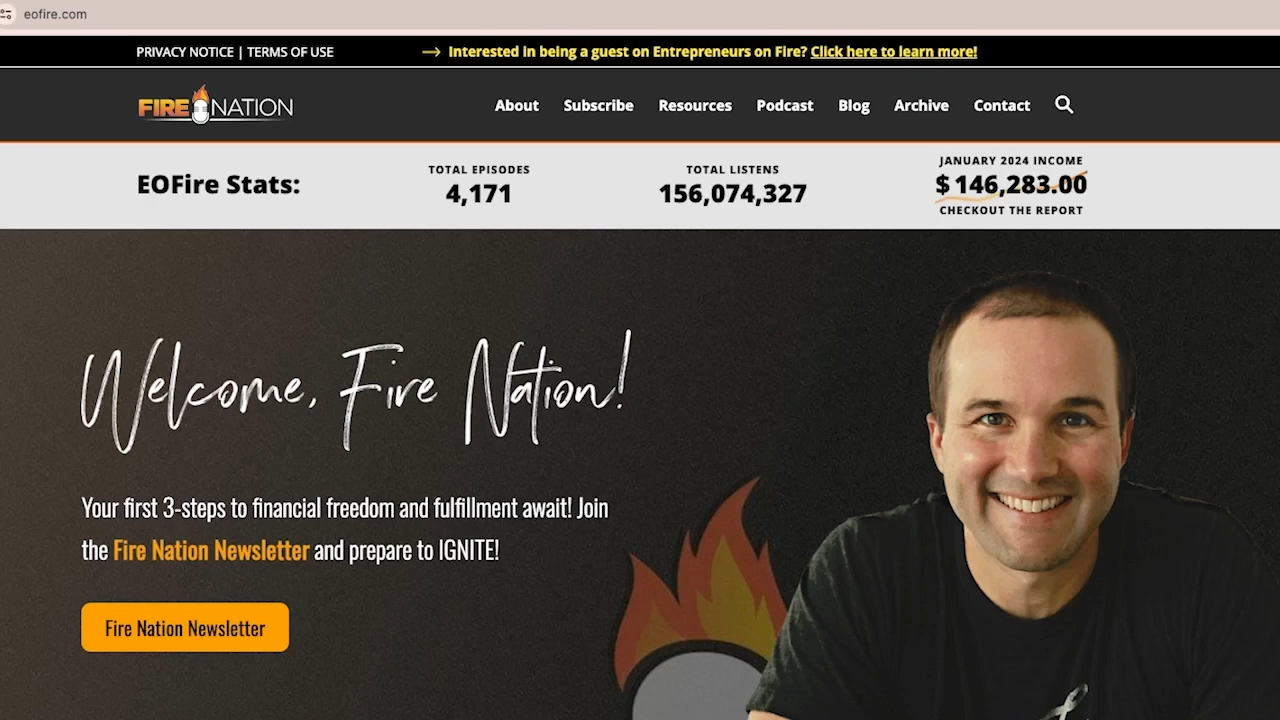 eofire.com
PRIVACY NOTICE | TERMS OF USE
Interested in being a guest on Entrepreneurs on Fire? Click here to learn more!
FIRE NATION
About Subscribe Resources Podcast Blog Archive Contact
EOFire Stats:
TOTAL EPISODES
4,171
TOTAL LISTENS
156,074,327
JANUARY 2024 INCOME
$ 146,283.00
CHECKOUT THE REPORT
Welcome, Fire Nation!
Your first 3-steps to financial freedom and fulfillment await! Join
the Fire Nation Newsletter and prepare to IGNITE!
Fire Nation Newsletter